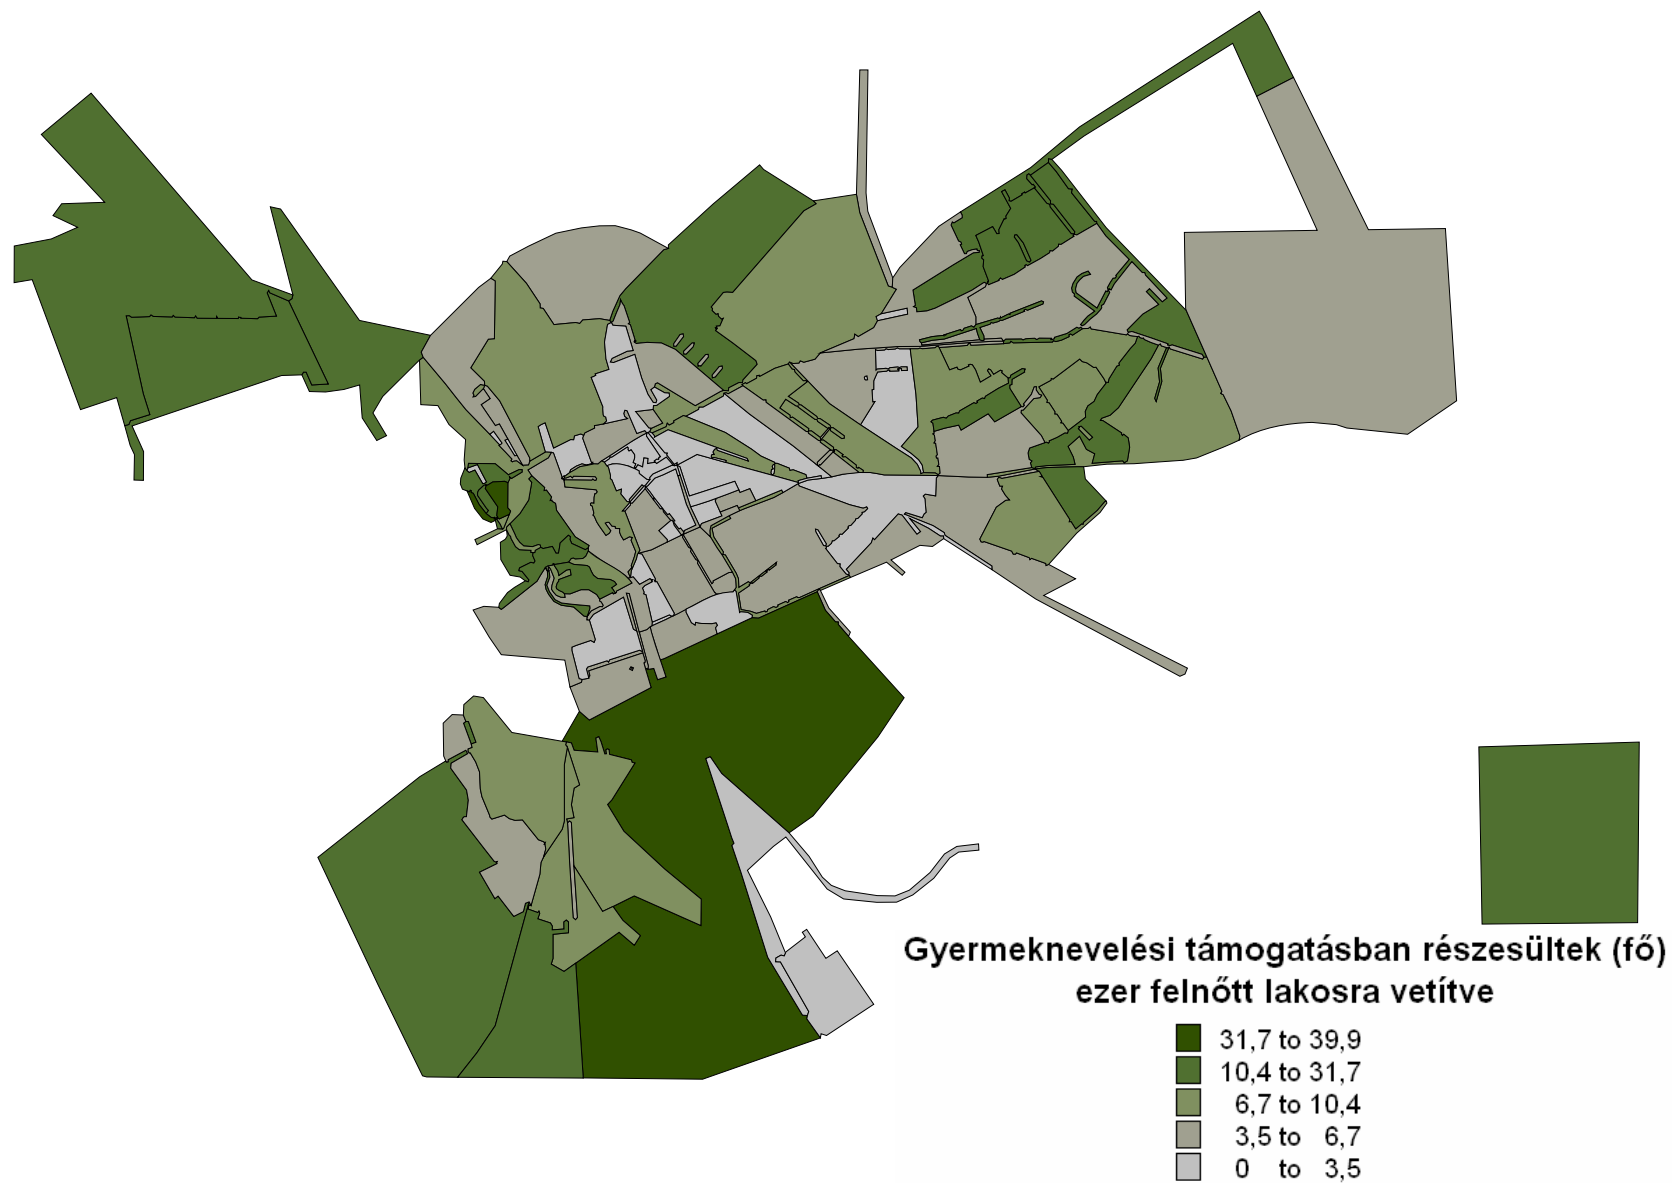 Gyermeknevelési támogatásban részesültek (fő)
ezer felnőtt lakosra vetítve
31,7 to 39,9
10,4 to 31,7
6,7 to 10,4
3,5 to 6,7
0 to 3,5